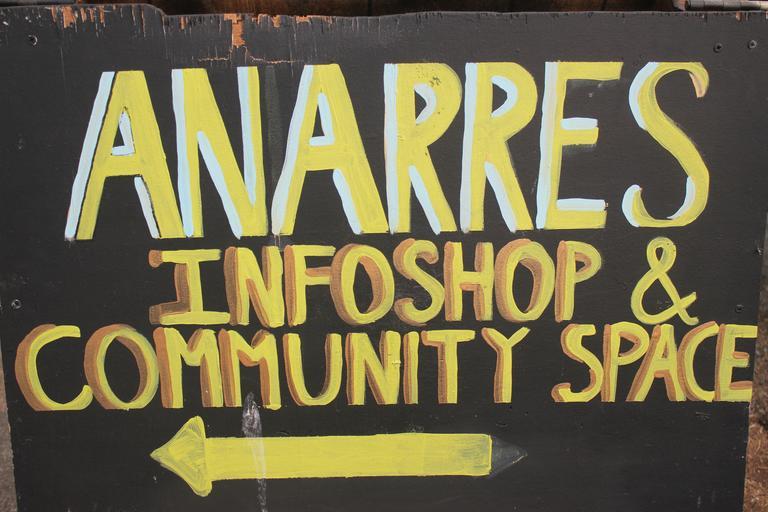 ANARRES
INFOSHOP &
COMMUNITY SPACE